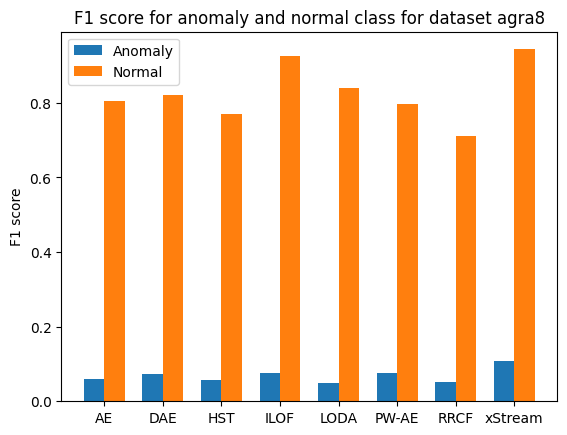 F1 score for anomaly and normal class for dataset agra8
Anomaly
Normal
F1 score
0.8
0.6
0.4
0.2
0.0
AE DAE HST ILOF LODA PW-AE RRCF xStream